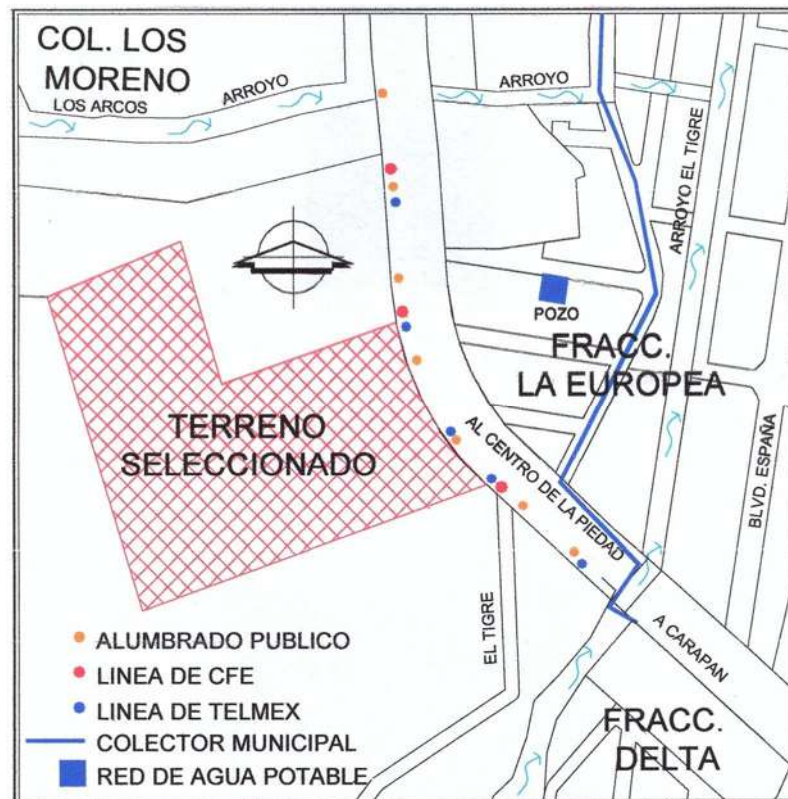 COL. LOS
MORENO
LOS ARCOS
ARROYO
ARROYO
ARROYO EL TIGRE
POZO
FRACC.
LA EUROPEA
TERRENO
SELECCIONADO
AL CENTRO DE LA PIEDAD
BLVD. ESPAÑA
EL TIGRE
A CARAPAN
FRACC.
DELTA
ALUMBRADO PUBLICO
LINEA DE CFE
LINEA DE TELMEX
COLECTOR MUNICIPAL
RED DE AGUA POTABLE